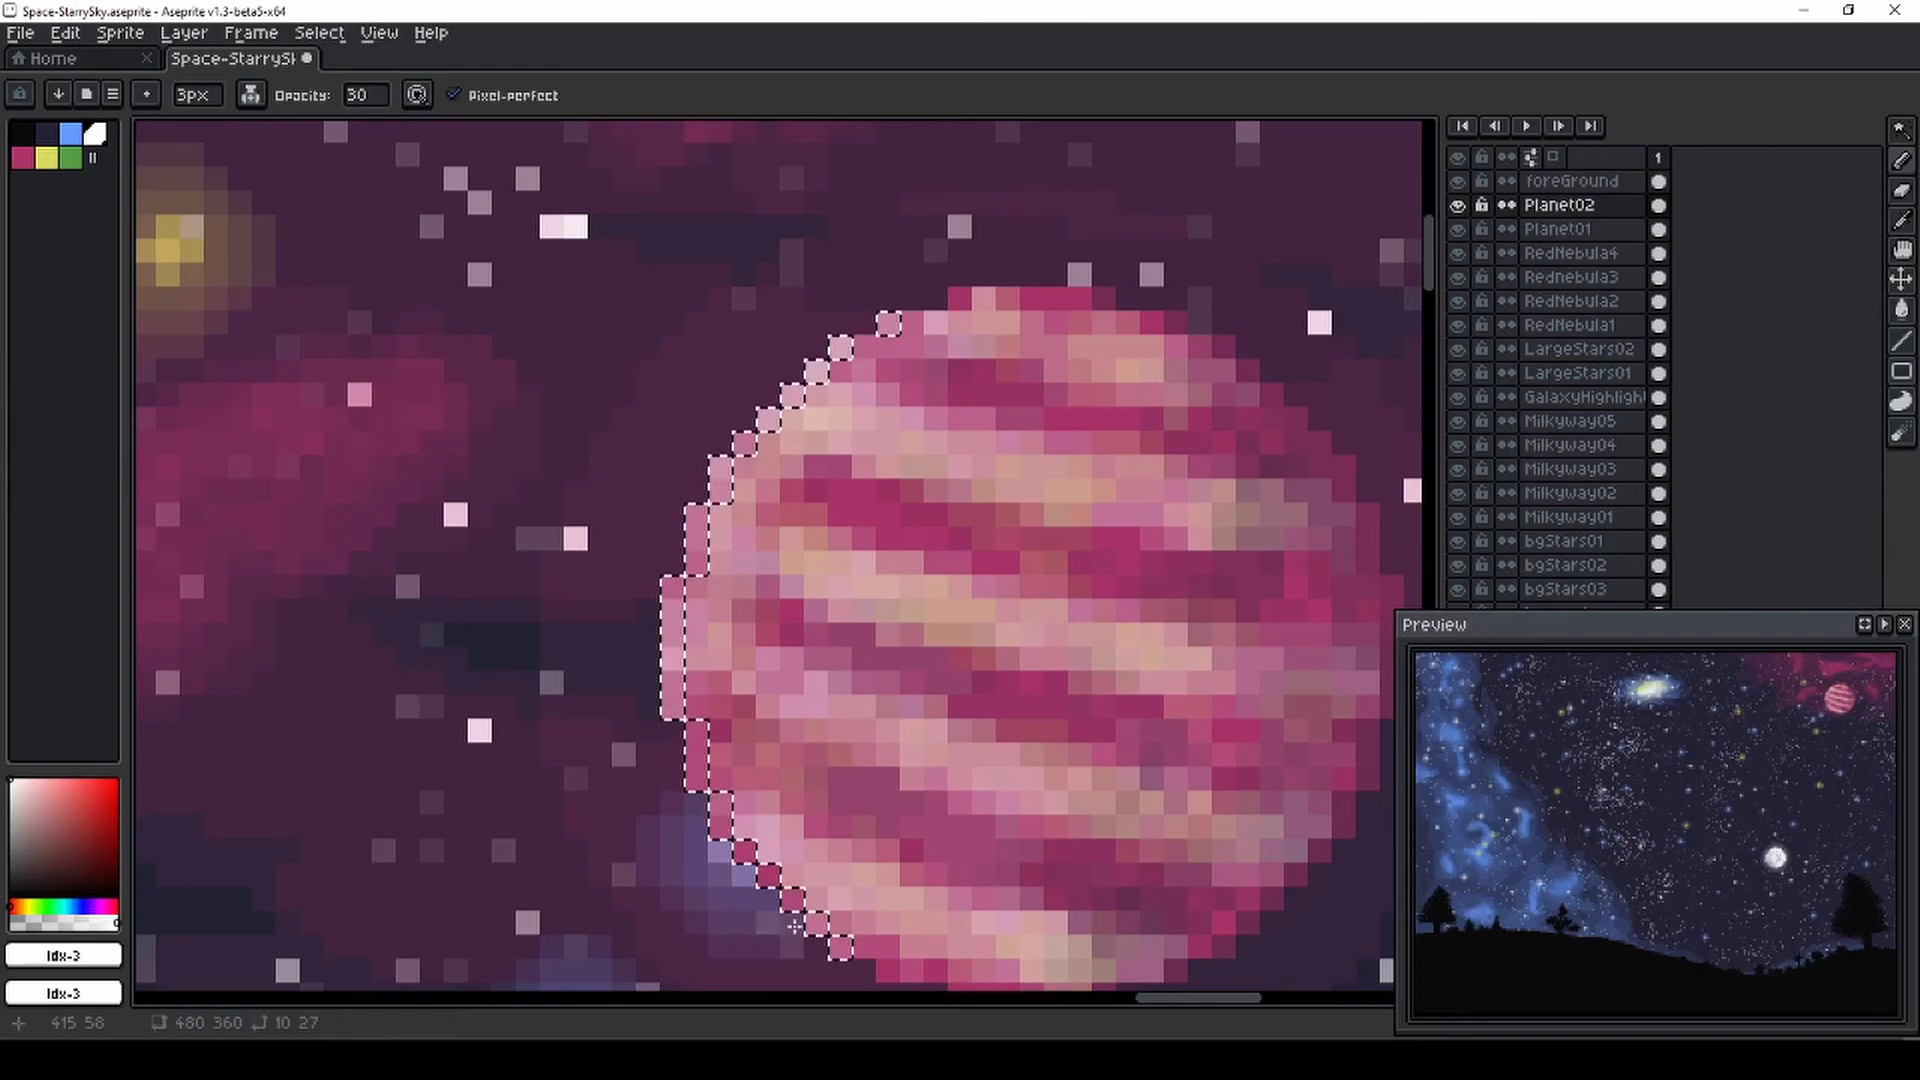 Space-StarrySky.aseprite - Aseprite v1.3-beta5-x64
File Edit Sprite Layer Frame Select View Help
Home Space-StarrySk
3px Opacity: 30 Pixel-perfect
1
foreGround
Planet02
Planet01
RedNebula4
Rednebula3
RedNebula2
RedNebula1
LargeStars02
LargeStars01
GalaxyHighligh
Milkyway05
Milkyway04
Milkyway03
Milkyway02
Milkyway01
bgStars01
bgStars02
bgStars03
Preview
Idx-3
Idx-3
415 58 480 360 10 27